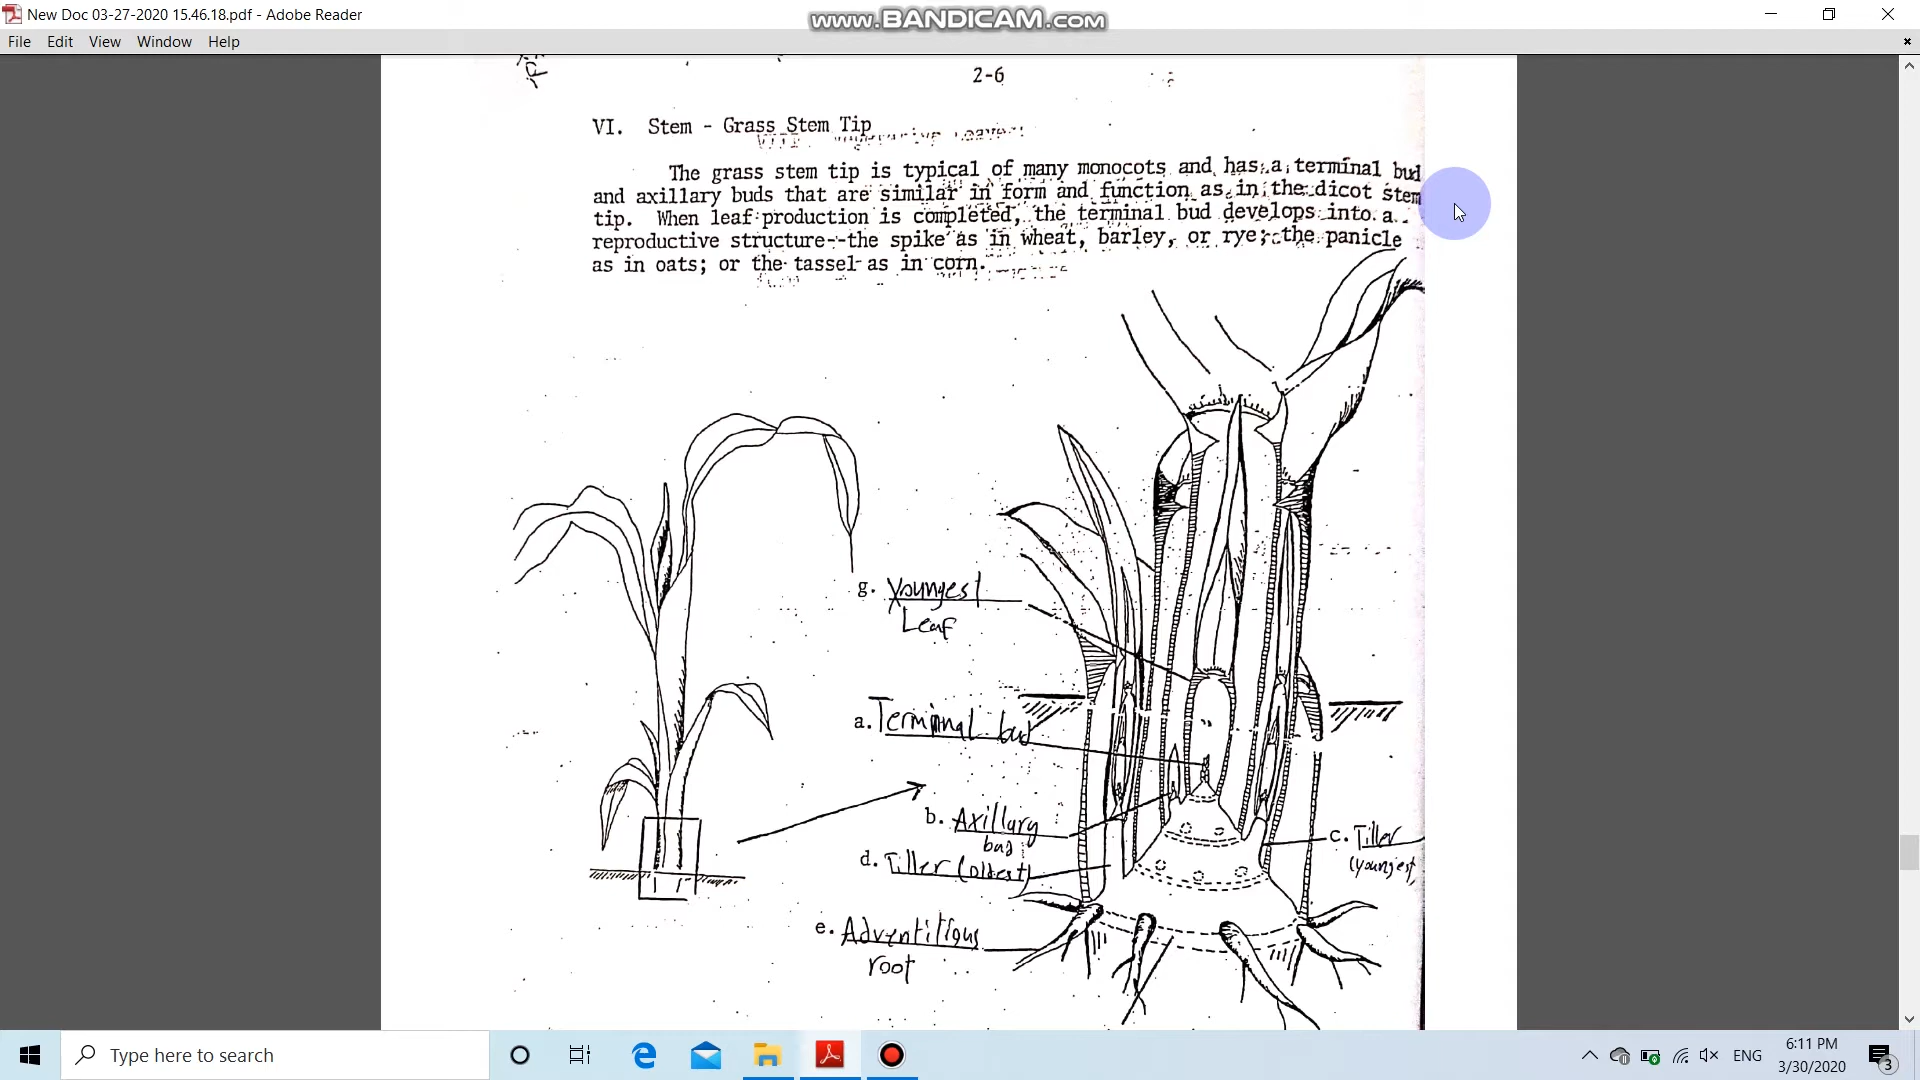 New Doc 03-27-2020 15.46.18.pdf - Adobe Reader
www.BANDICAM.com
File Edit View Window Help
2-6
VI. Stem - Grass Stem Tip
The grass stem tip is typical of many monocots and has a terminal bud
and axillary buds that are similar in form and function as in the dicot stem
tip. When leaf production is completed, the terminal bud develops into a
reproductive structure--the spike as in wheat, barley, or rye; the panicle
as in oats; or the tassel as in corn.
g. Youngest
Leaf
a. Terminal bud
b. Axillary
bud
c. Tiller
(youngest
d. Tiller (oldest)
e. Adventitious
root
Type here to search
ENG
6:11 PM
3/30/2020
3